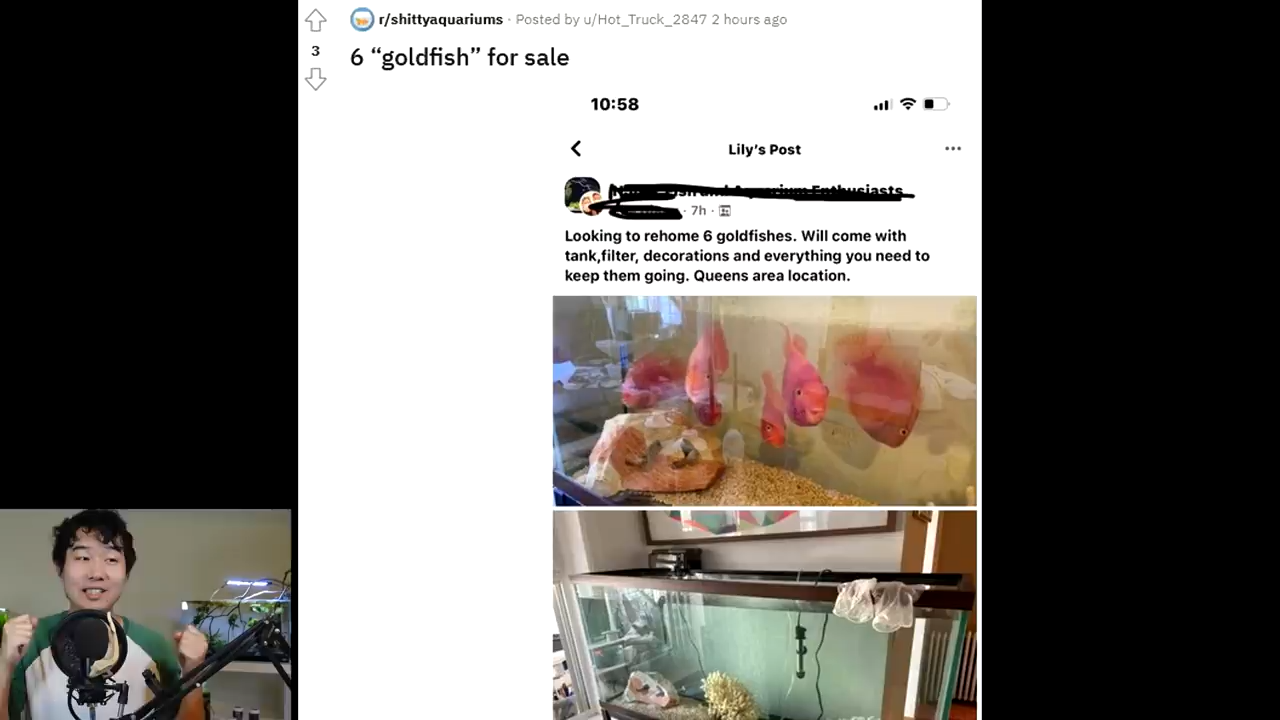 r/shittyaquariums · Posted by u/Hot_Truck_2847 2 hours ago
3
6 “goldfish” for sale
10:58
Lily’s Post
Aquarium Enthusiasts
· 7h ·
Looking to rehome 6 goldfishes. Will come with
tank,filter, decorations and everything you need to
keep them going. Queens area location.